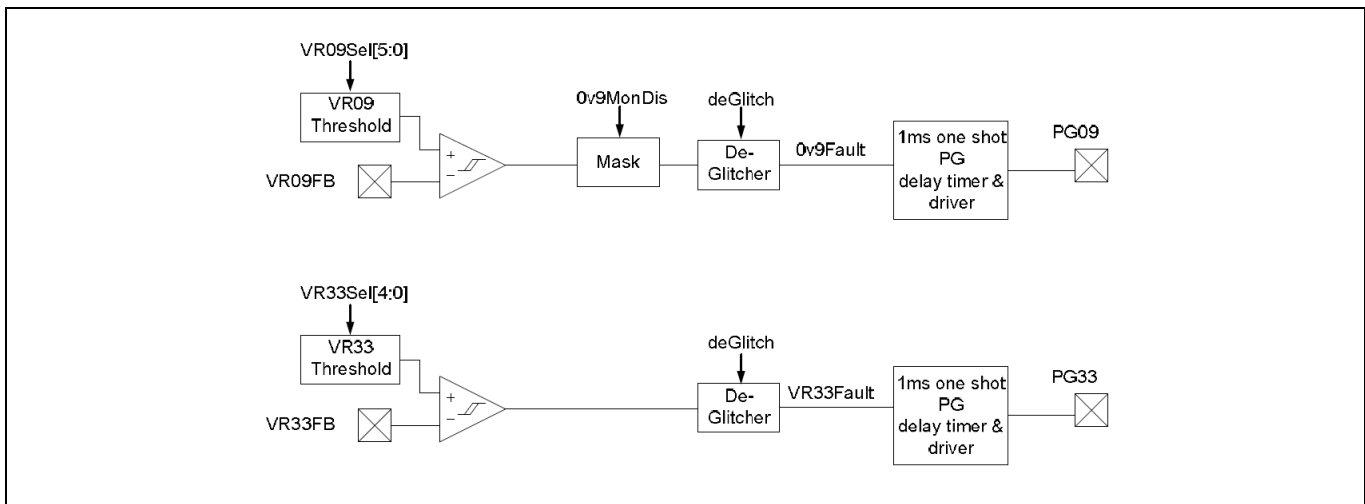 VR09Sel[5:0]
VR09
Threshold
VR09FB
+
−
0v9MonDis
Mask
deGlitch
De-
Glitcher
0v9Fault
1ms one shot
PG
delay timer &
driver
PG09
VR33Sel[4:0]
VR33
Threshold
VR33FB
+
−
deGlitch
De-
Glitcher
VR33Fault
1ms one shot
PG
delay timer &
driver
PG33